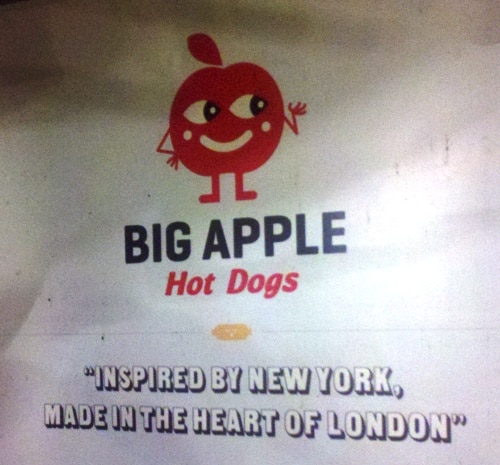 BIG APPLE
Hot Dogs
"INSPIRED BY NEW YORK,
MADE IN THE HEART OF LONDON"